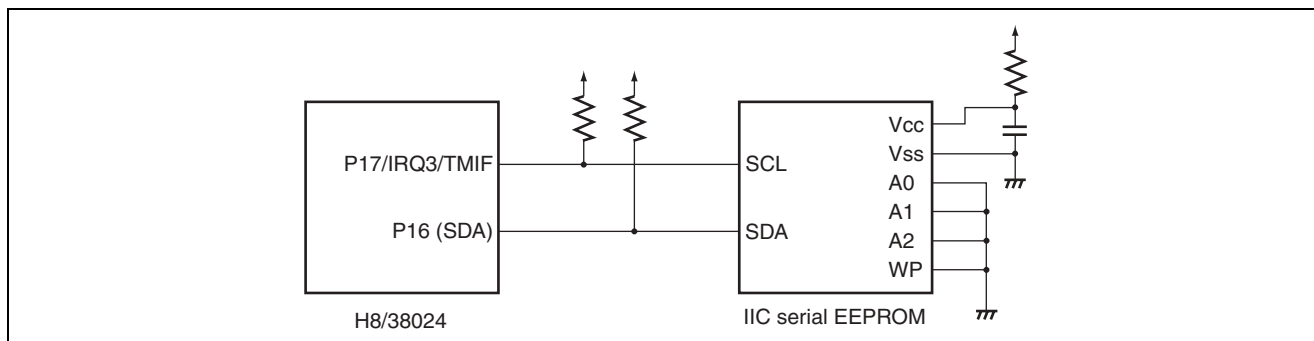 P17/IRQ3/TMIF
P16 (SDA)
H8/38024
SCL
SDA
Vcc
Vss
A0
A1
A2
WP
IIC serial EEPROM